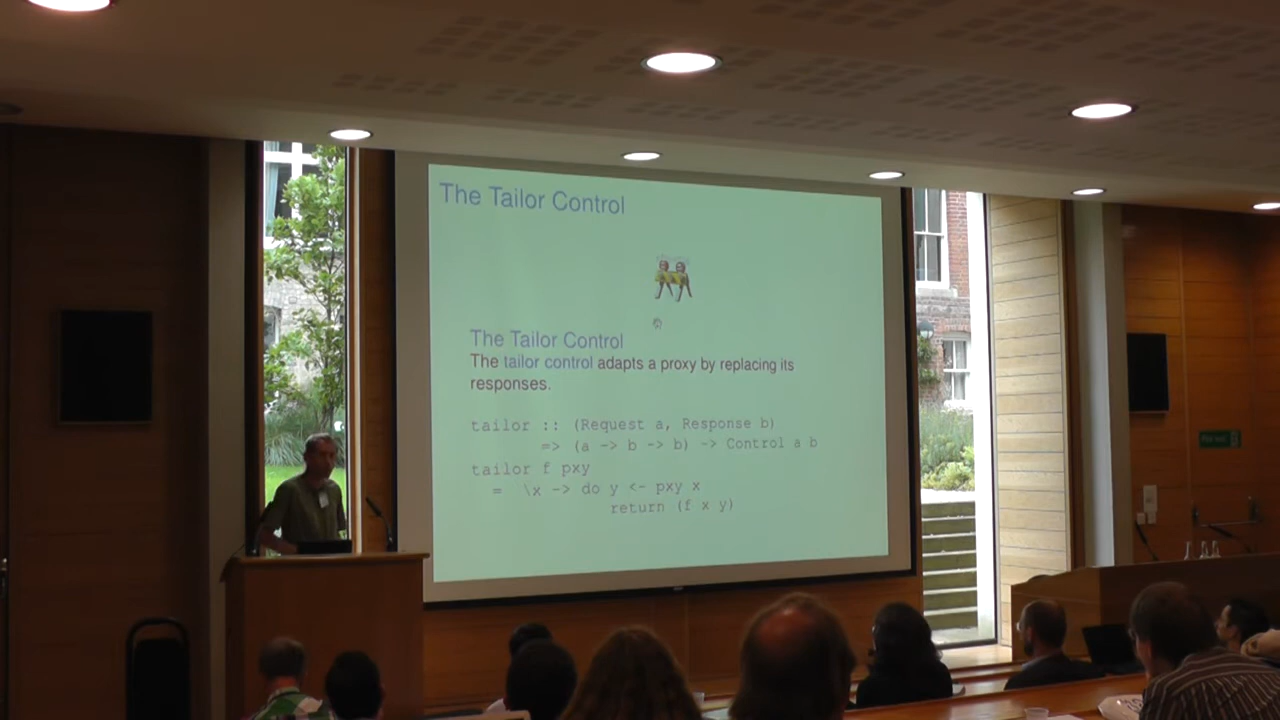 The Tailor Control
The Tailor Control
The tailor control adapts a proxy by replacing its
responses.
tailor :: (Request a, Response b)
=> (a -> b -> b) -> Control a b
tailor f pxy
= \x -> do y <- pxy x
return (f x y)